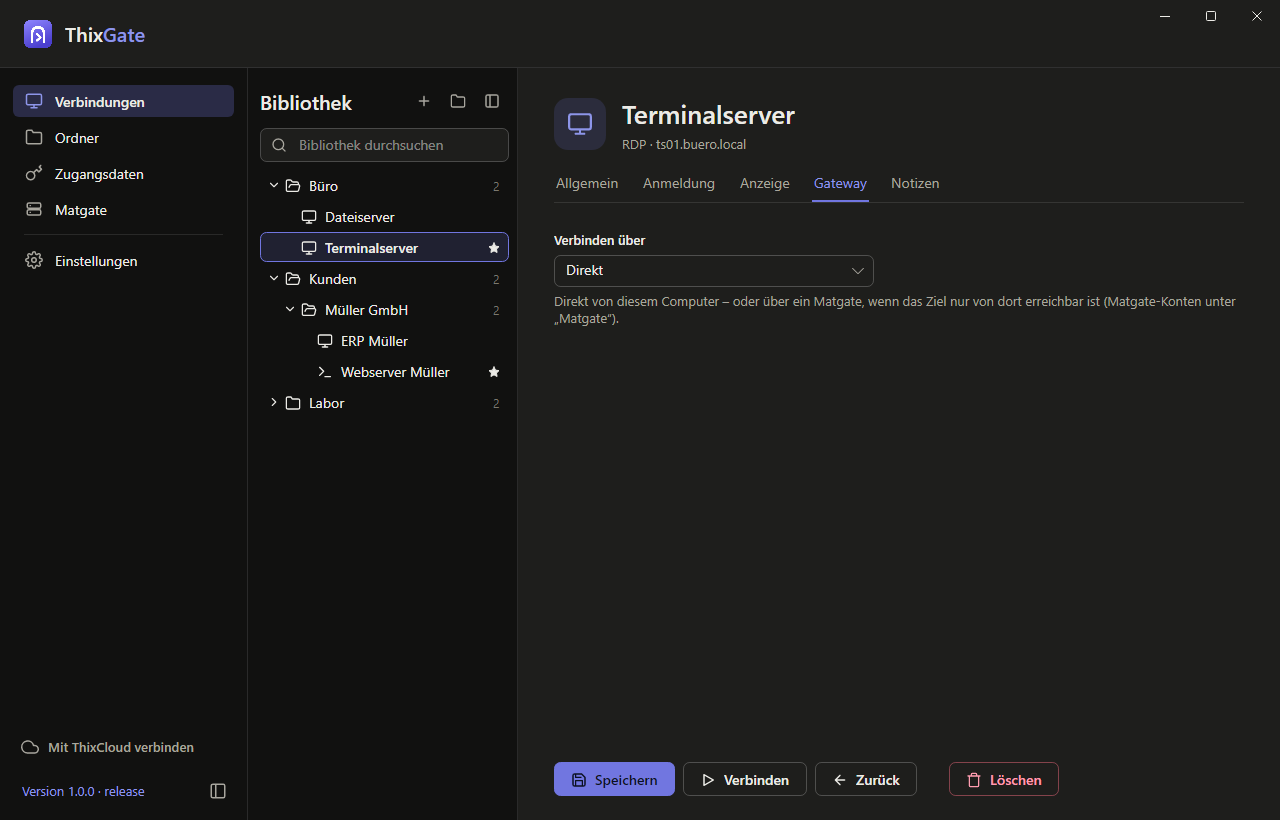 ThixGate
Verbindungen
Ordner
Zugangsdaten
Matgate
Einstellungen
Mit ThixCloud verbinden
Version 1.0.0 · release
Bibliothek
Bibliothek durchsuchen
Büro 2
Dateiserver
Terminalserver
Kunden 2
Müller GmbH 2
ERP Müller
Webserver Müller
Labor 2
Terminalserver
RDP · ts01.buero.local
Allgemein Anmeldung Anzeige Gateway Notizen
Verbinden über
Direkt
Direkt von diesem Computer – oder über ein Matgate, wenn das Ziel nur von dort erreichbar ist (Matgate-Konten unter
„Matgate“).
Speichern Verbinden Zurück Löschen